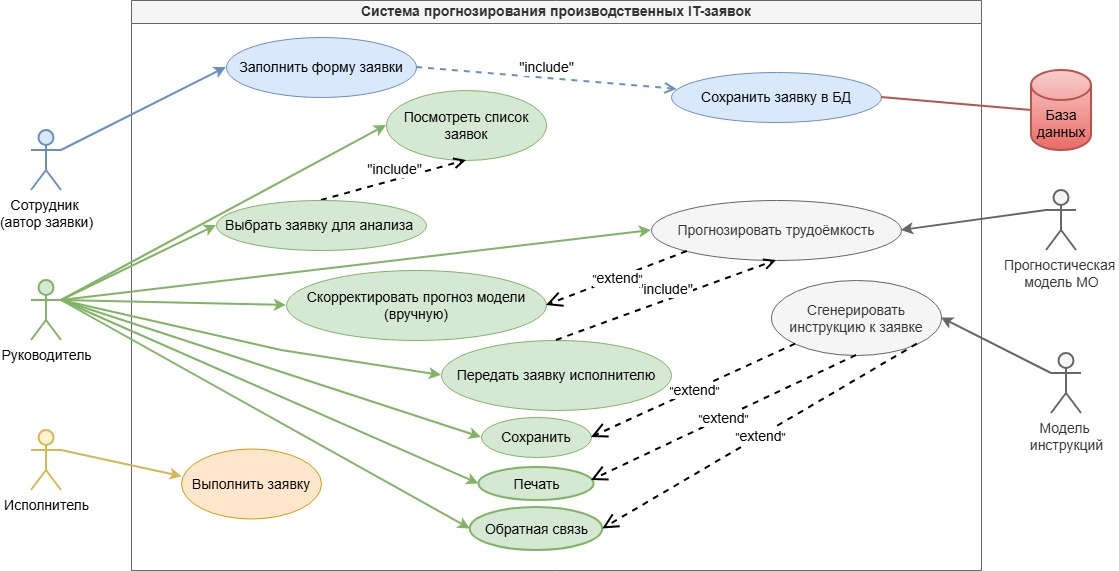 Система прогнозирования производственных IT-заявок
Заполнить форму заявки
"include"
Сохранить заявку в БД
База
данных
Посмотреть список
заявок
"include"
Сотрудник
(автор заявки)
Выбрать заявку для анализа
Прогнозировать трудоёмкость
Прогностическая
модель МО
"extend"
"include"
Скорректировать прогноз модели
(вручную)
Сгенерировать
инструкцию к заявке
Руководитель
Передать заявку исполнителю
"extend"
"extend"
"extend"
Сохранить
Модель
инструкций
Печать
Выполнить заявку
Исполнитель
Обратная связь